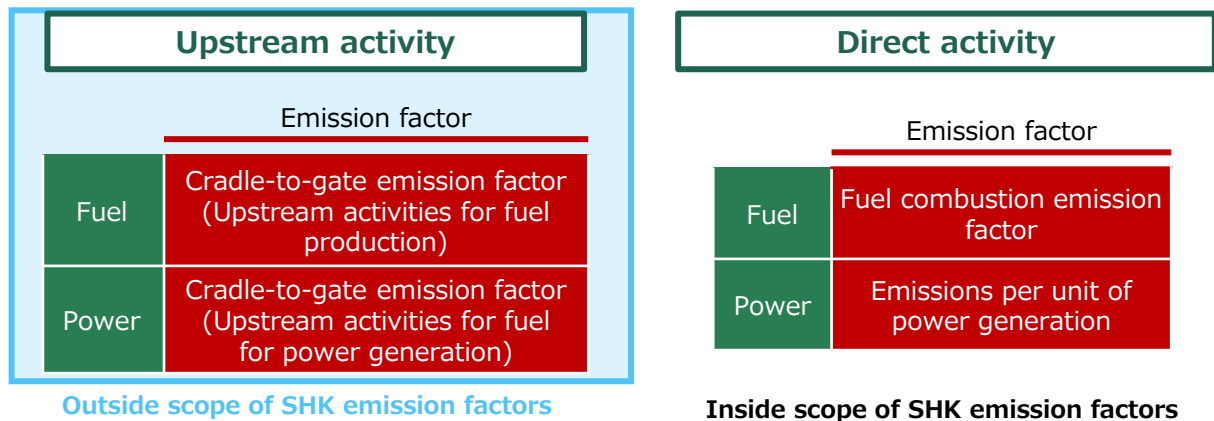 Upstream activity
Emission factor
Fuel
Cradle-to-gate emission factor
(Upstream activities for fuel
production)
Power
Cradle-to-gate emission factor
(Upstream activities for fuel
for power generation)
Outside scope of SHK emission factors
Direct activity
Emission factor
Fuel
Fuel combustion emission
factor
Power
Emissions per unit of
power generation
Inside scope of SHK emission factors